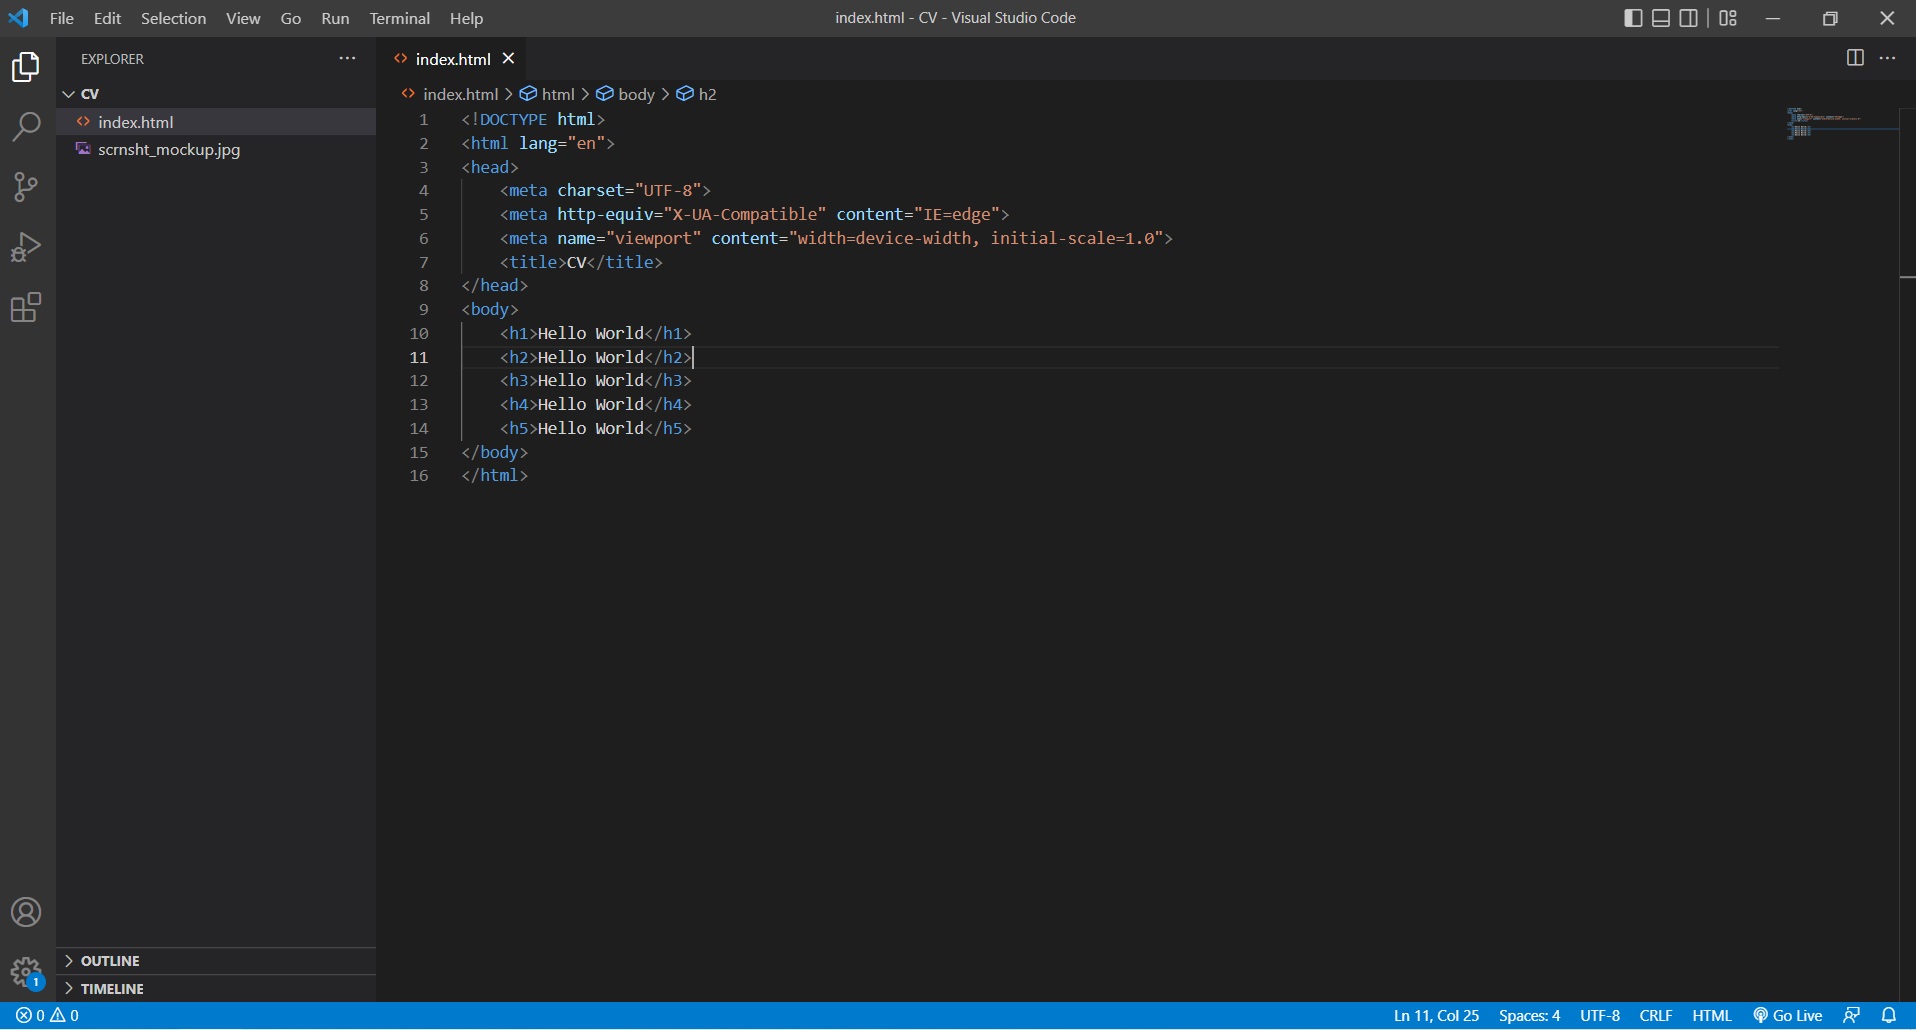 File Edit Selection View Go Run Terminal Help
index.html - CV - Visual Studio Code
EXPLORER
CV
index.html
scrnsht_mockup.jpg
OUTLINE
TIMELINE
index.html
index.html > html > body > h2
1 <!DOCTYPE html>
2 <html lang="en">
3 <head>
4     <meta charset="UTF-8">
5     <meta http-equiv="X-UA-Compatible" content="IE=edge">
6     <meta name="viewport" content="width=device-width, initial-scale=1.0">
7     <title>CV</title>
8 </head>
9 <body>
10     <h1>Hello World</h1>
11     <h2>Hello World</h2>
12     <h3>Hello World</h3>
13     <h4>Hello World</h4>
14     <h5>Hello World</h5>
15 </body>
16 </html>
1
0 0
Ln 11, Col 25 Spaces: 4 UTF-8 CRLF HTML Go Live